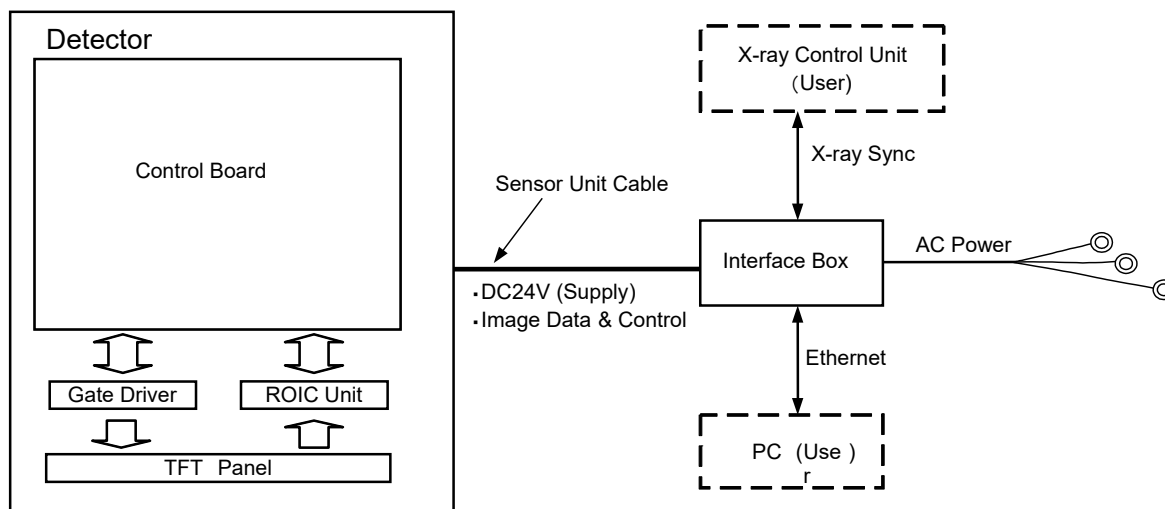 Detector
Control Board
Gate Driver
ROIC Unit
TFT Panel
Sensor Unit Cable
・DC24V (Supply)
・Image Data & Control
X-ray Control Unit
（User)
X-ray Sync
Interface Box
AC Power
Ethernet
PC (Use )
r